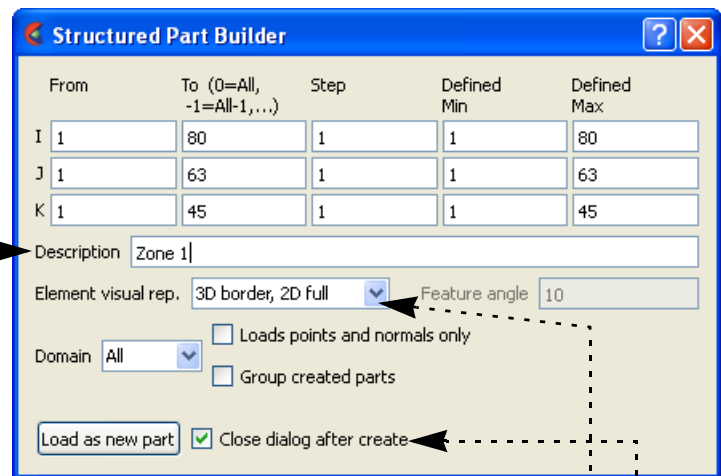 Structured Part Builder
From To (0=All, -1=All-1,...) Step Defined Min Defined Max
I 1 80 1 1 80
J 1 63 1 1 63
K 1 45 1 1 45
Description Zone 1
Element visual rep. 3D border, 2D full Feature angle 10
Domain All Loads points and normals only
Group created parts
Load as new part Close dialog after create